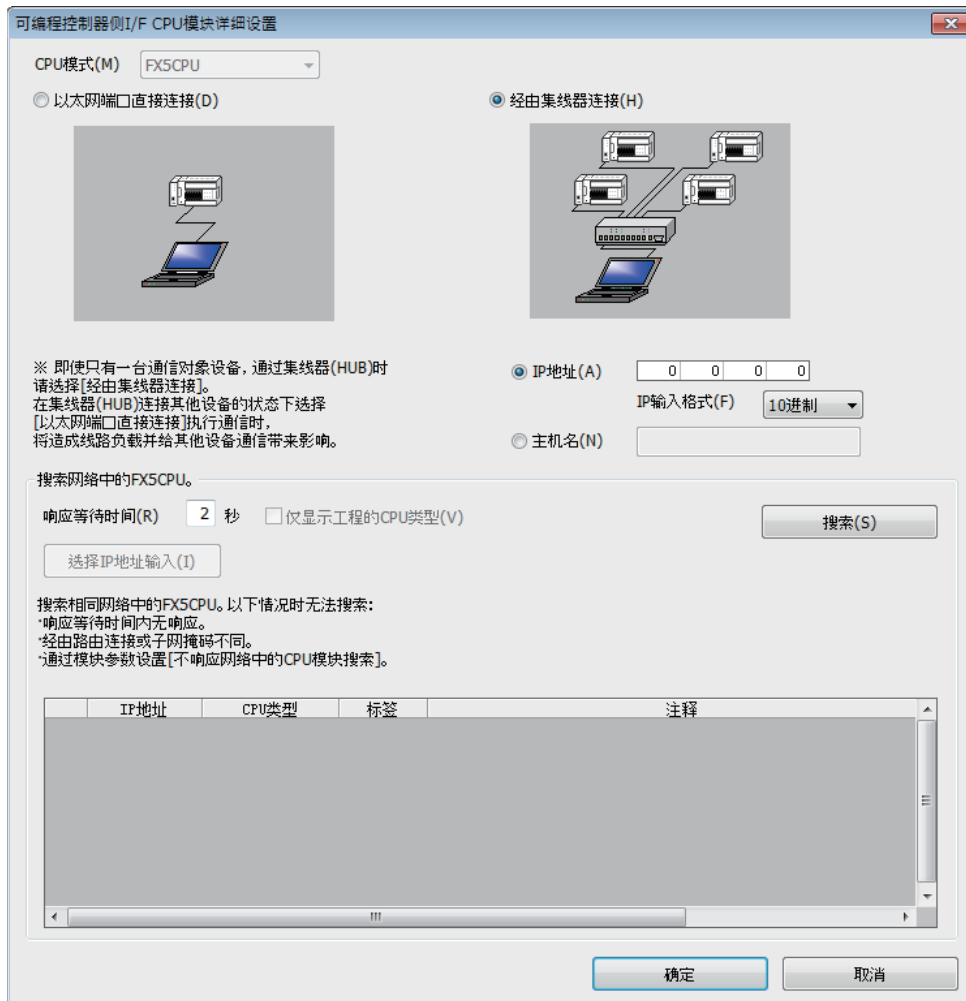 可编程控制器侧I/F CPU模块详细设置
CPU模式(M) FX5CPU
以太网端口直接连接(D)
经由集线器连接(H)
※ 即使只有一台通信对象设备,通过集线器(HUB)时
请选择[经由集线器连接]。
在集线器(HUB)连接其他设备的状态下选择
[以太网端口直接连接]执行通信时,
将造成线路负载并给其他设备通信带来影响。
IP地址(A) 0 0 0 0
IP输入格式(F) 10进制
主机名(N)
搜索网络中的FX5CPU。
响应等待时间(R) 2 秒 仅显示工程的CPU类型(V) 搜索(S)
选择IP地址输入(I)
搜索相同网络中的FX5CPU。以下情况时无法搜索:
·响应等待时间内无响应。
·经由路由连接或子网掩码不同。
·通过模块参数设置[不响应网络中的CPU模块搜索]。
IP地址 CPU类型 标签 注释
确定 取消